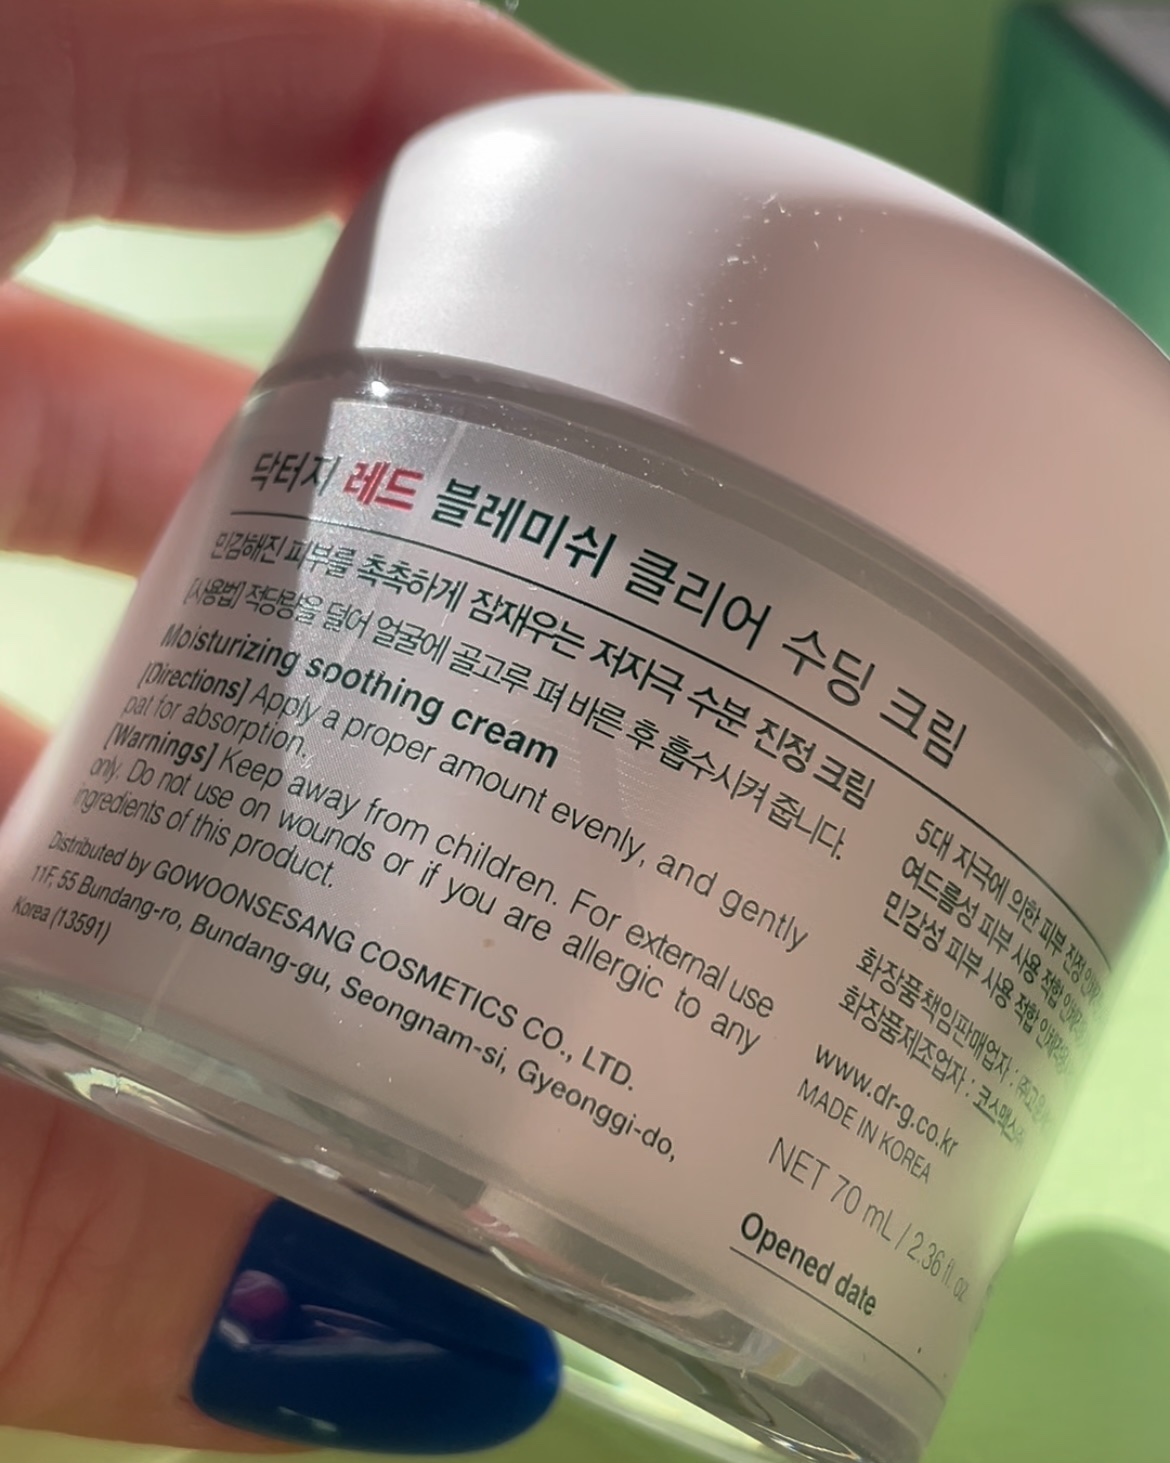 닥터지 레드 블레미쉬 클리어 수딩 크림
민감해진 피부를 촉촉하게 잠재우는 저자극 수분 진정 크림
[사용법] 적당량을 덜어 얼굴에 골고루 펴 바른 후 흡수시켜 줍니다.
Moisturizing soothing cream
[Directions] Apply a proper amount evenly, and gently
pat for absorption.
[Warnings] Keep away from children. For external use
only. Do not use on wounds or if you are allergic to any
ingredients of this product.
Distributed by GOWOONSESANG COSMETICS CO., LTD.
11F, 55 Bundang-ro, Bundang-gu, Seongnam-si, Gyeonggi-do,
Korea (13591)
5대 자극에 의한 피부 진정
여드름성 피부 사용 적합
민감성 피부 사용 적합
화장품책임판매업자 :
화장품제조업자 :
www.dr-g.co.kr
MADE IN KOREA
NET 70 mL / 2.36 fl. oz.
Opened date